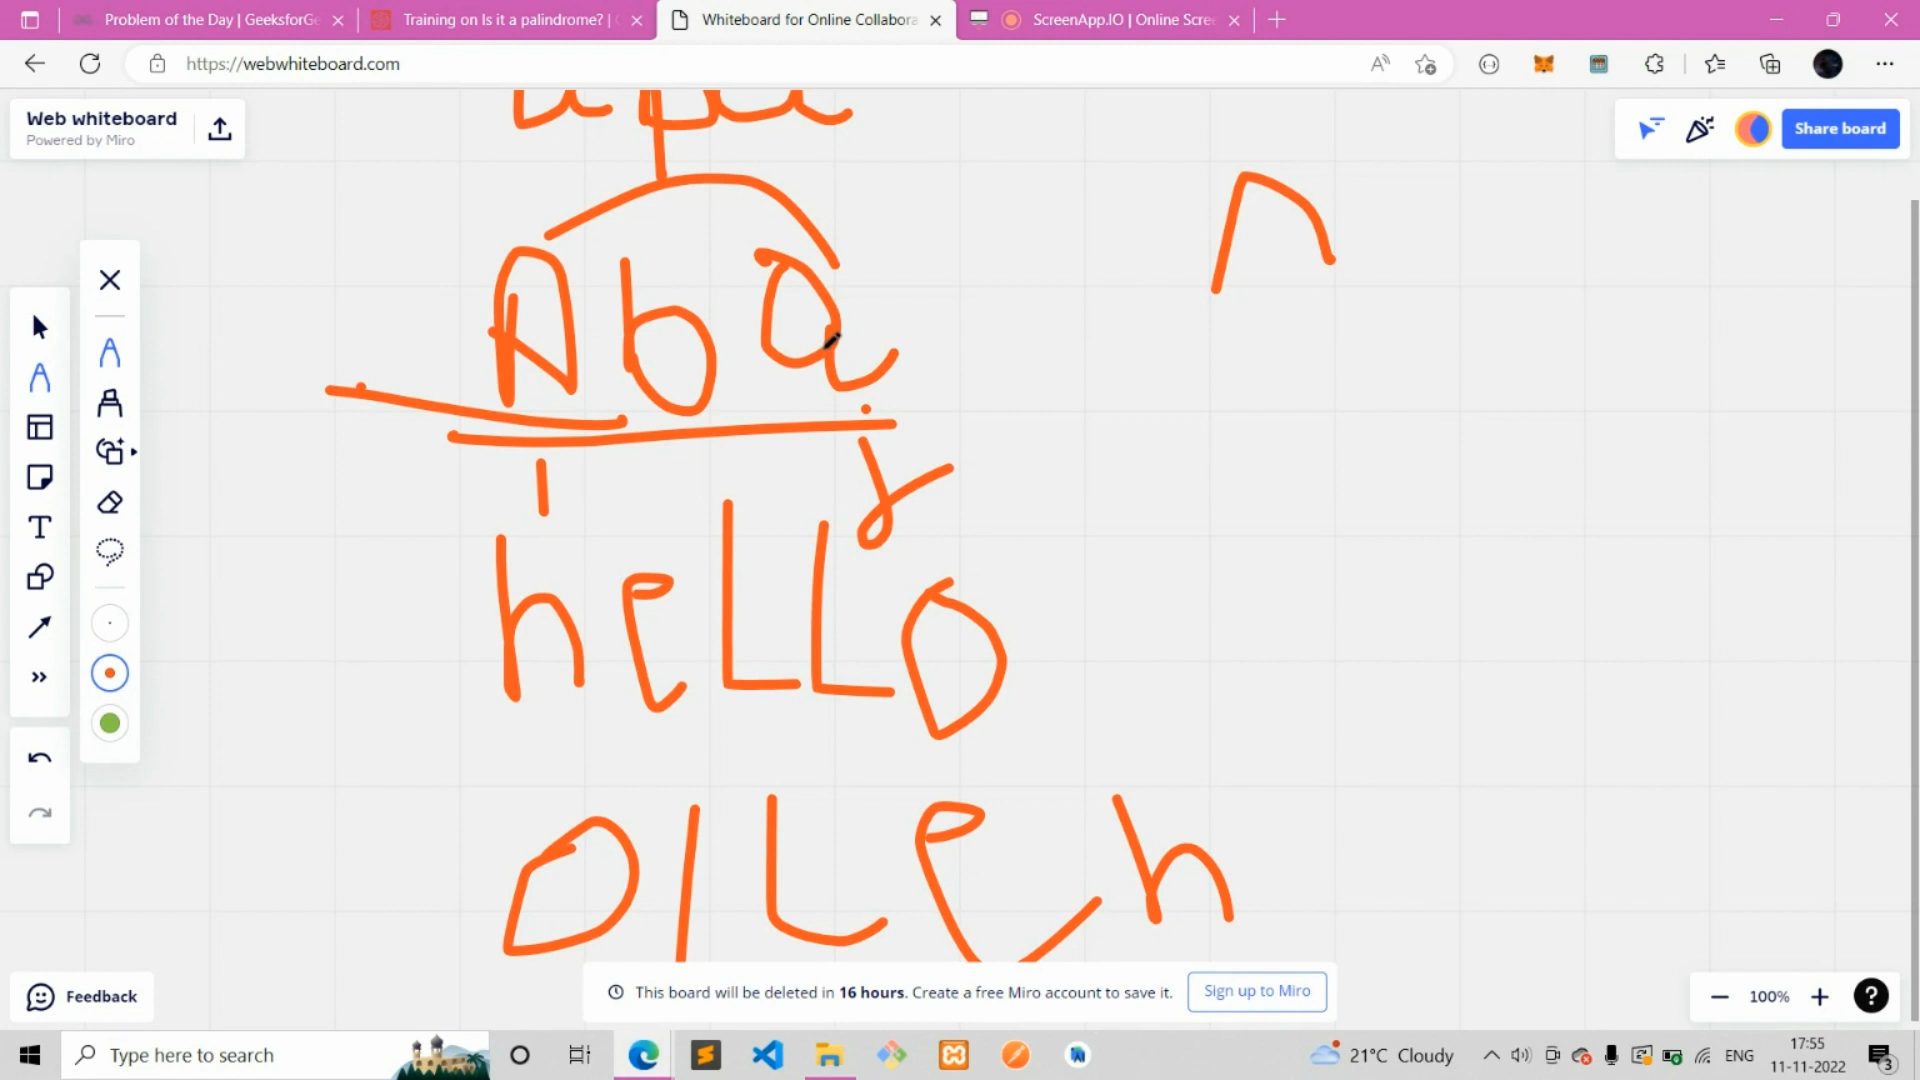 Problem of the Day | GeeksforGe
Training on Is it a palindrome? | C
Whiteboard for Online Collabora
ScreenApp.IO | Online Scre
https://webwhiteboard.com
Web whiteboard
Powered by Miro
Share board
Aba
i j
heLLo
olleh
Feedback
This board will be deleted in 16 hours. Create a free Miro account to save it.
Sign up to Miro
100%
?
Type here to search
21°C Cloudy
ENG
17:55
11-11-2022
3